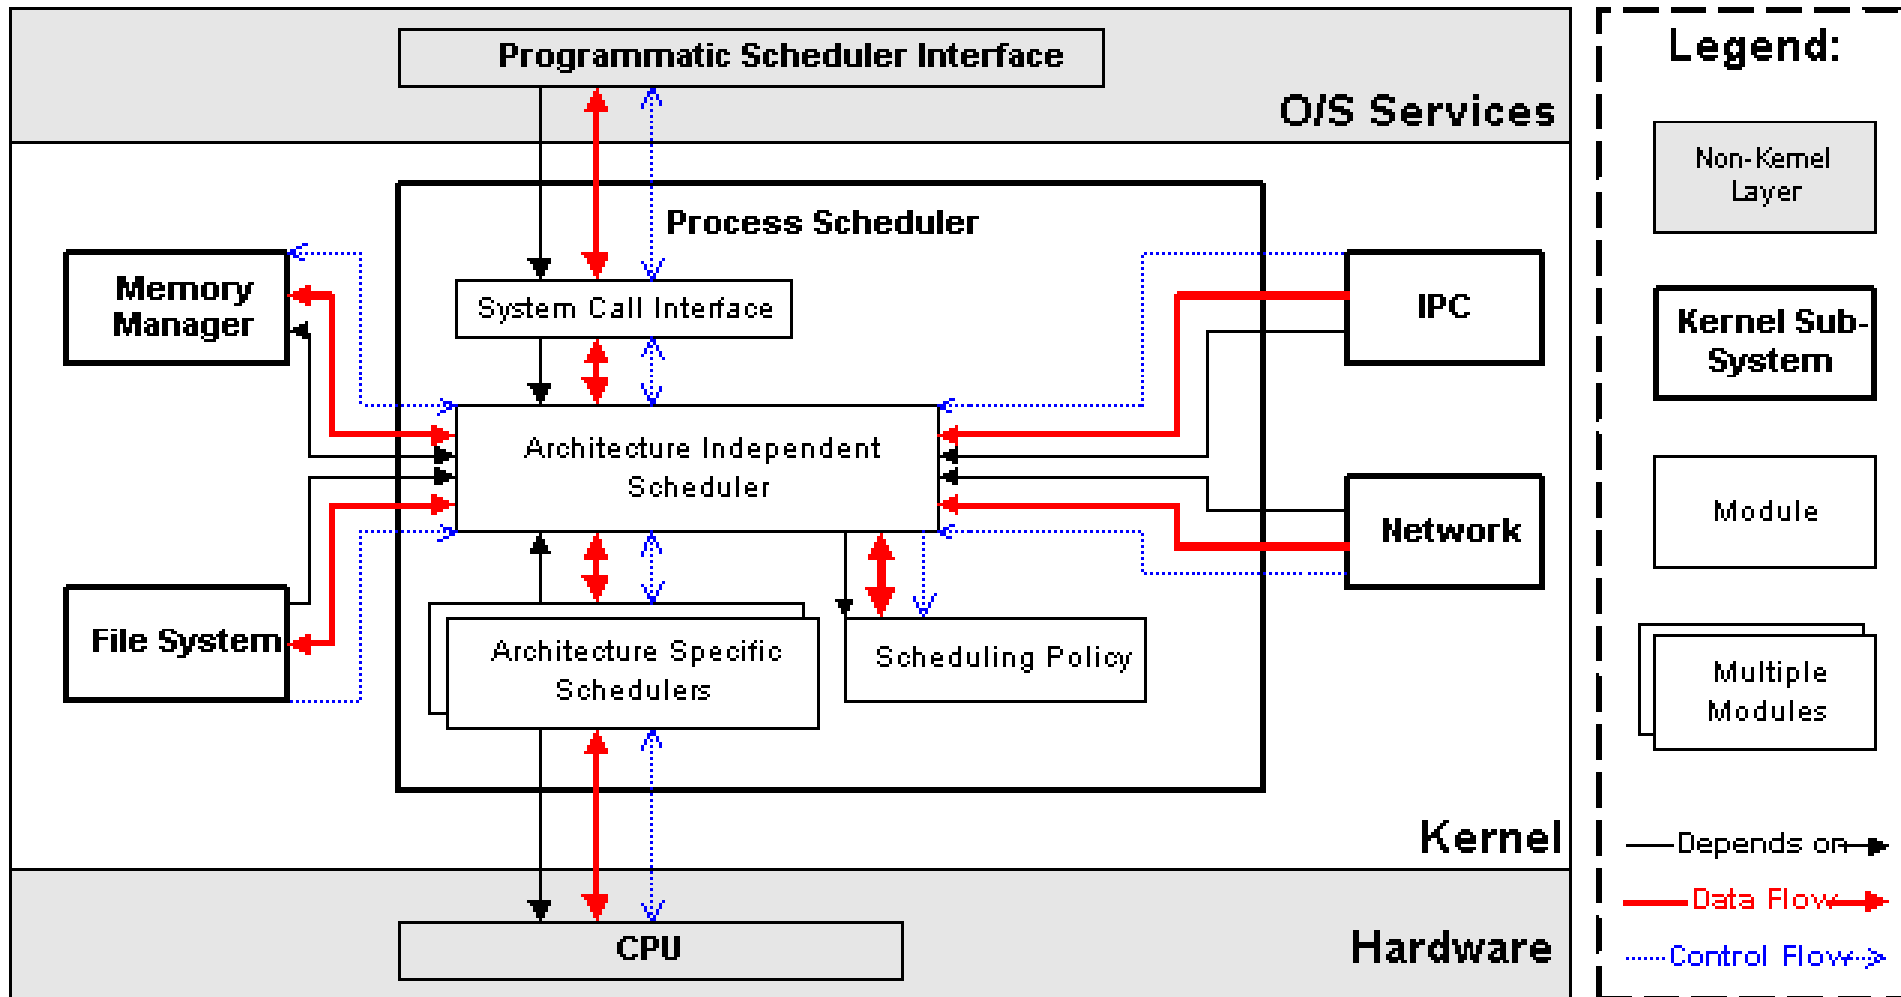 Programmatic Scheduler Interface
O/S Services
Process Scheduler
Memory
Manager
System Call Interface
IPC
Architecture Independent
Scheduler
Network
File System
Architecture Specific
Schedulers
Scheduling Policy
Kernel
CPU
Hardware
Legend:
Non-Kernel
Layer
Kernel Sub-
System
Module
Multiple
Modules
Depends on
Data Flow
Control Flow